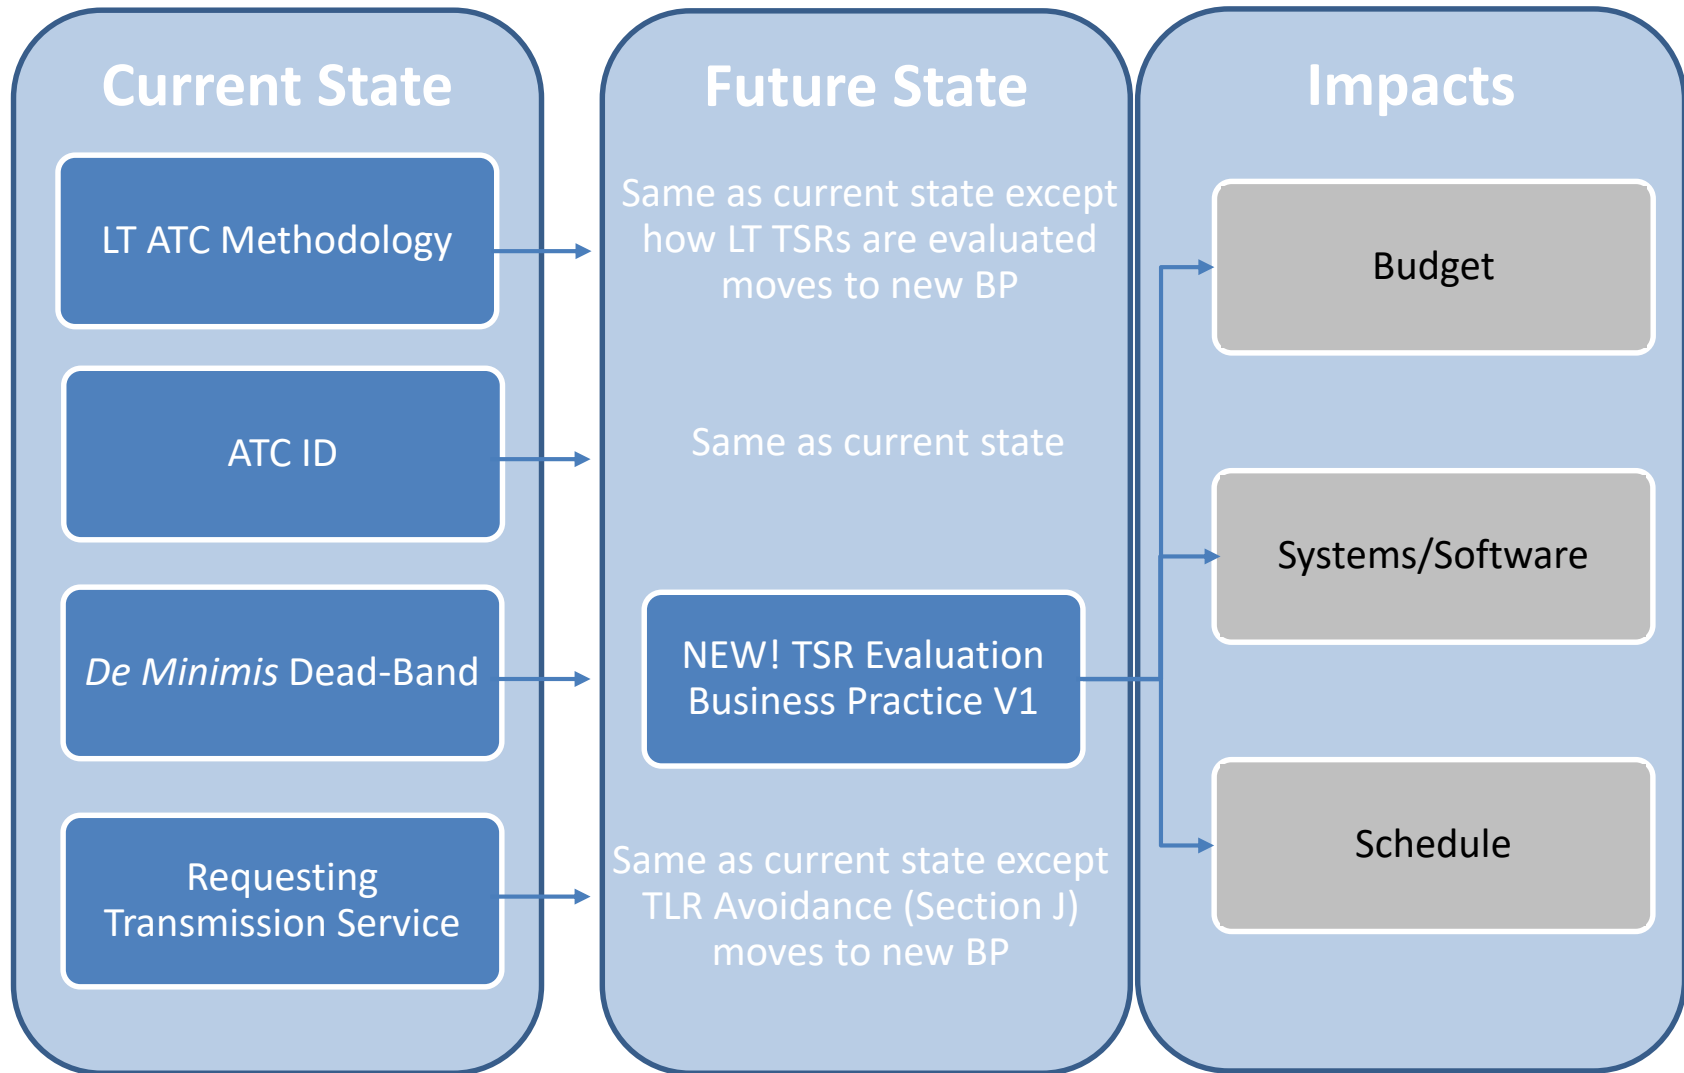 Current State
LT ATC Methodology
ATC ID
De Minimis Dead-Band
Requesting
Transmission Service
Future State
Same as current state except
how LT TSRs are evaluated
moves to new BP
Same as current state
NEW! TSR Evaluation
Business Practice V1
Same as current state except
TLR Avoidance (Section J)
moves to new BP
Impacts
Budget
Systems/Software
Schedule